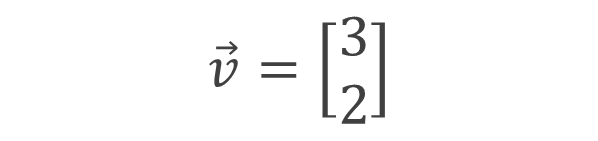 v⃗ = [3
2]